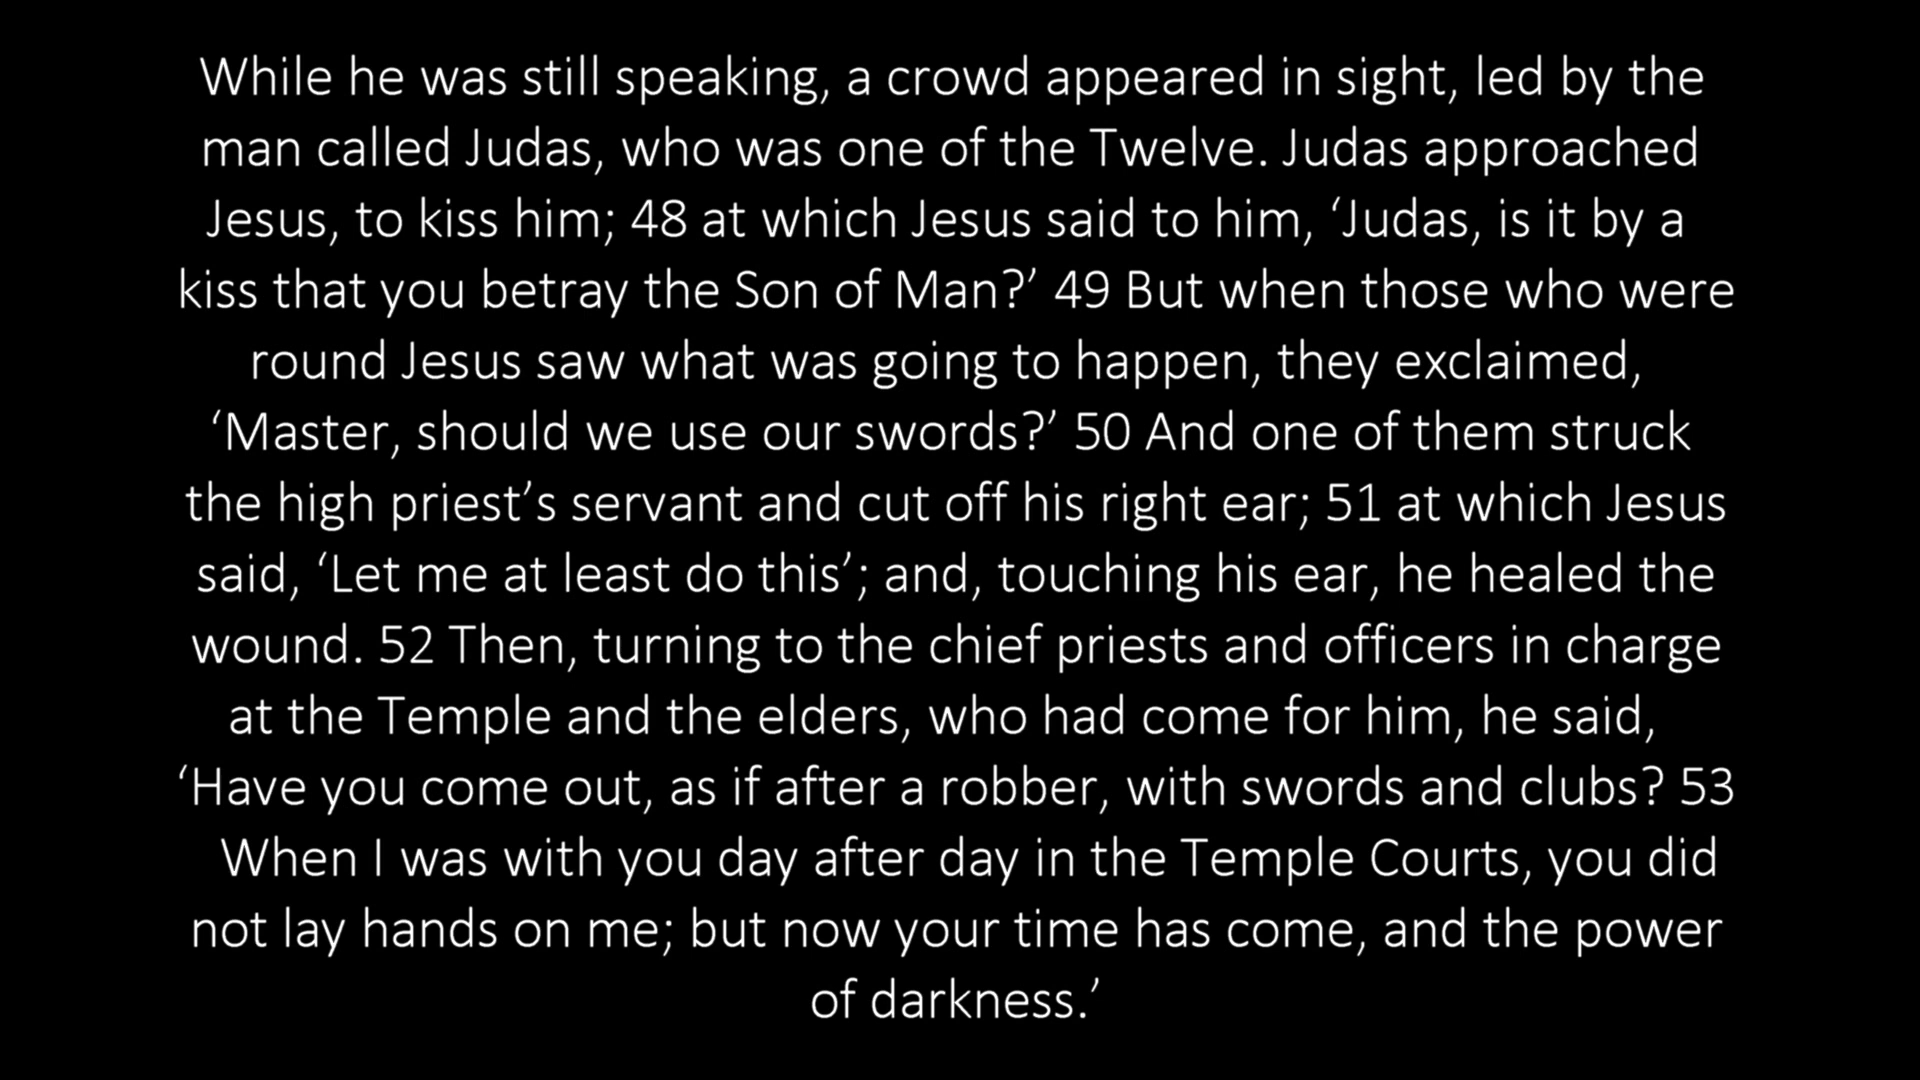 While he was still speaking, a crowd appeared in sight, led by the
man called Judas, who was one of the Twelve. Judas approached
Jesus, to kiss him; 48 at which Jesus said to him, ‘Judas, is it by a
kiss that you betray the Son of Man?’ 49 But when those who were
round Jesus saw what was going to happen, they exclaimed,
‘Master, should we use our swords?’ 50 And one of them struck
the high priest’s servant and cut off his right ear; 51 at which Jesus
said, ‘Let me at least do this’; and, touching his ear, he healed the
wound. 52 Then, turning to the chief priests and officers in charge
at the Temple and the elders, who had come for him, he said,
‘Have you come out, as if after a robber, with swords and clubs? 53
When I was with you day after day in the Temple Courts, you did
not lay hands on me; but now your time has come, and the power
of darkness.’